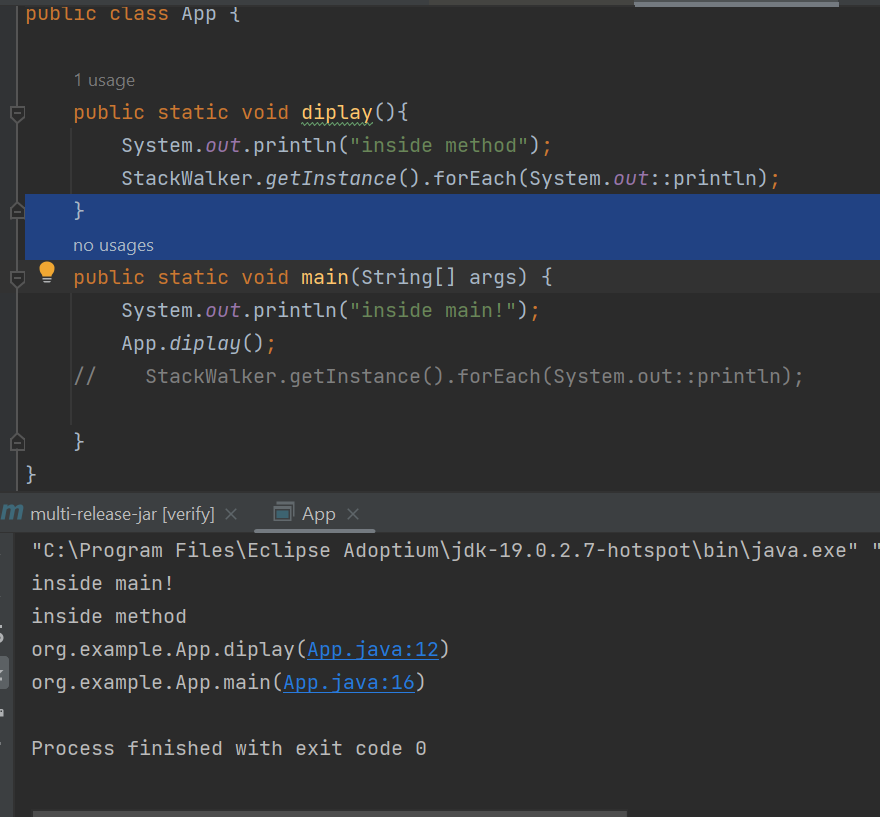 public class App {
1 usage
public static void diplay(){
System.out.println("inside method");
StackWalker.getInstance().forEach(System.out::println);
}
no usages
public static void main(String[] args) {
System.out.println("inside main!");
App.diplay();
//    StackWalker.getInstance().forEach(System.out::println);
}
}
m multi-release-jar [verify] × App ×
"C:\Program Files\Eclipse Adoptium\jdk-19.0.2.7-hotspot\bin\java.exe" "
inside main!
inside method
org.example.App.diplay(App.java:12)
org.example.App.main(App.java:16)
Process finished with exit code 0